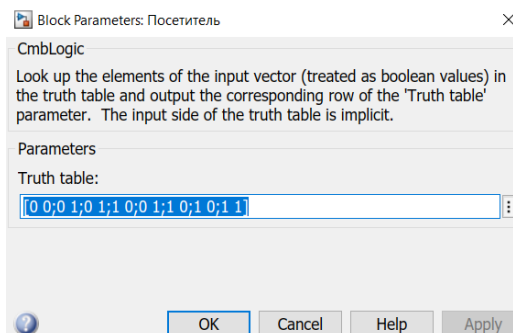 Block Parameters: Посетитель
CmbLogic
Look up the elements of the input vector (treated as boolean values) in
the truth table and output the corresponding row of the 'Truth table'
parameter. The input side of the truth table is implicit.
Parameters
Truth table:
[0 0;0 1;0 1;1 0;0 1;1 0;1 0;1 1]
OK Cancel Help Apply